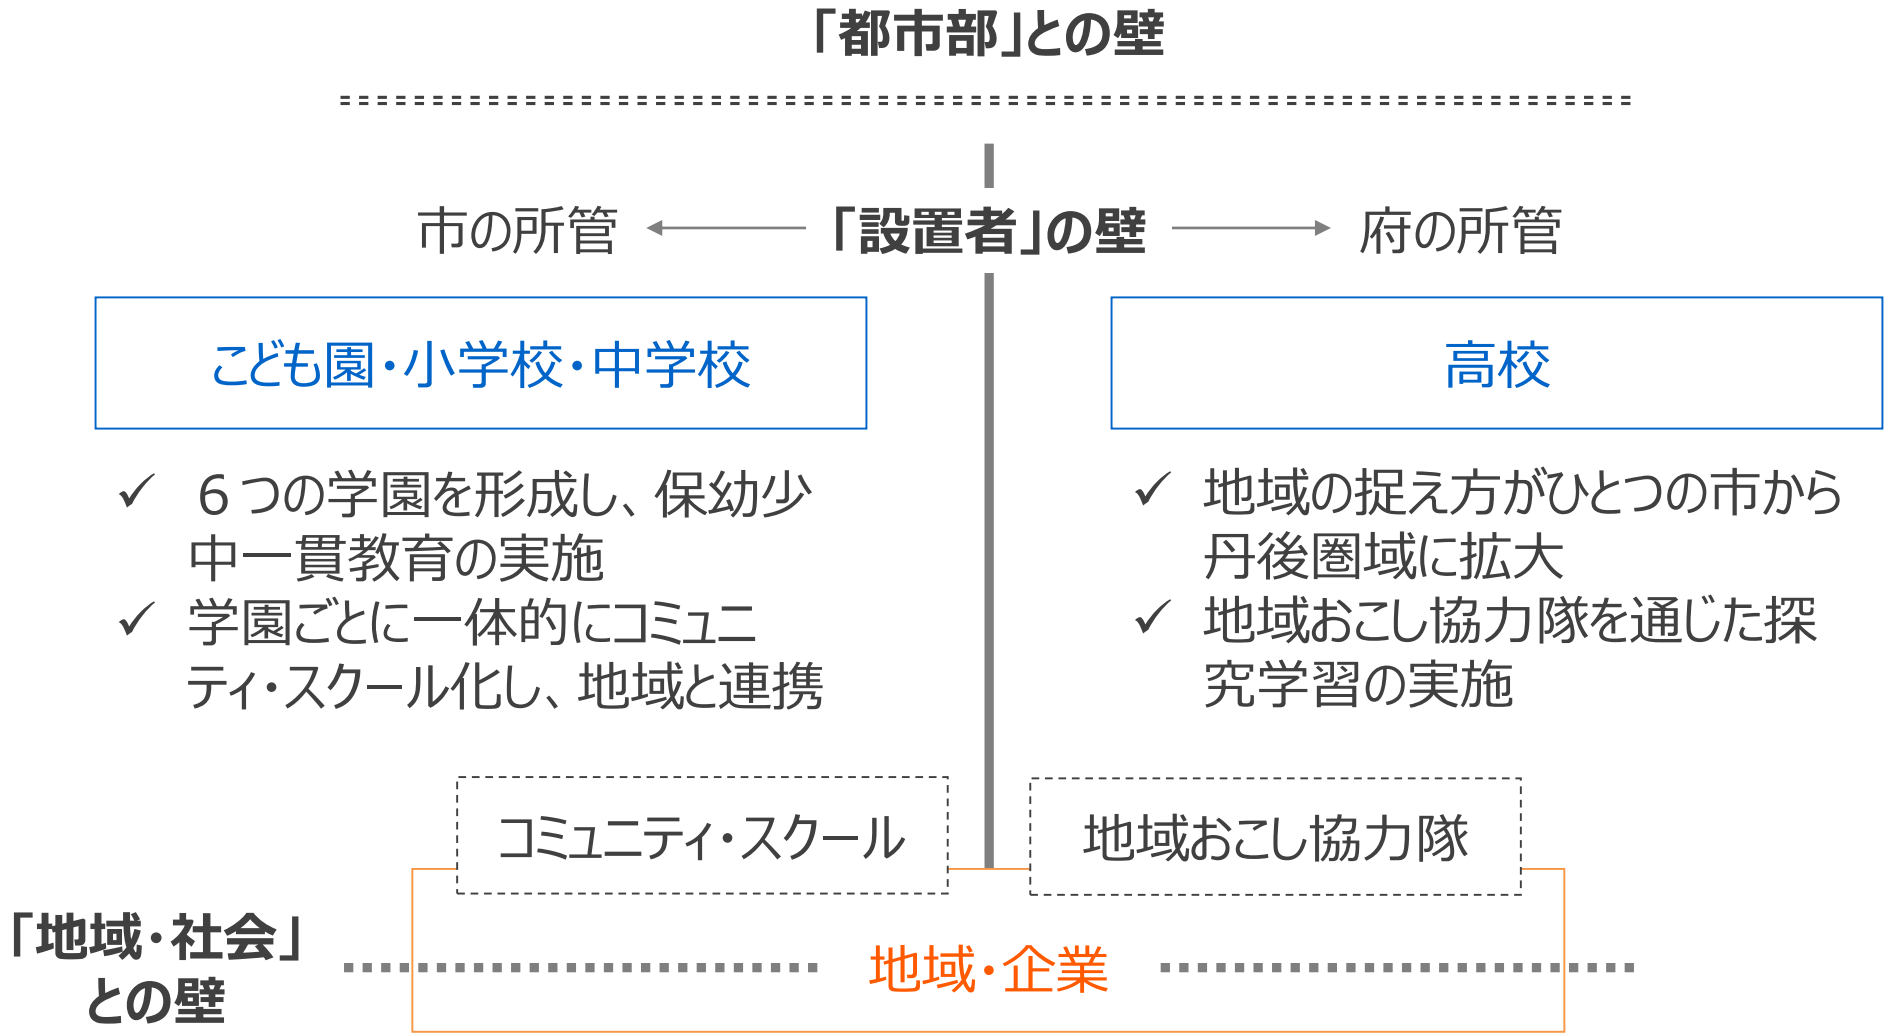 「都市部」との壁
市の所管
「設置者」の壁
府の所管
こども園・小学校・中学校
高校
✓ ６つの学園を形成し、保幼少
中一貫教育の実施
✓ 学園ごとに一体的にコミュニ
ティ・スクール化し、地域と連携
✓ 地域の捉え方がひとつの市から
丹後圏域に拡大
✓ 地域おこし協力隊を通じた探
究学習の実施
コミュニティ・スクール
地域おこし協力隊
「地域・社会」
との壁
地域・企業